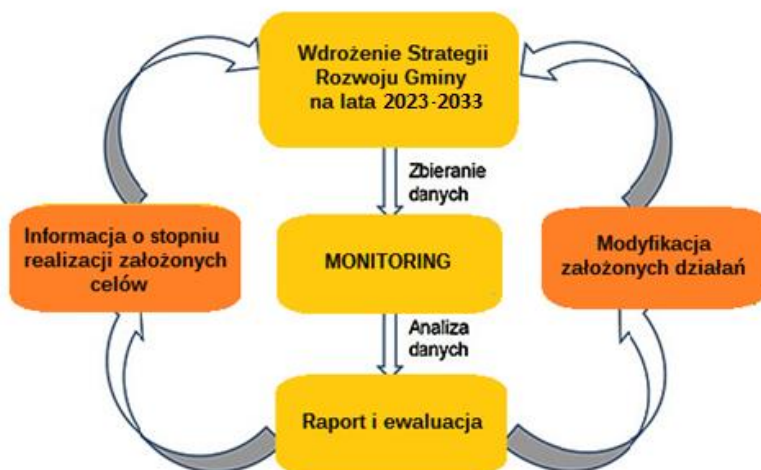 Wdrożenie Strategii
Rozwoju Gminy
na lata 2023-2033
Zbieranie
danych
Informacja o stopniu
realizacji założonych
celów
MONITORING
Modyfikacja
założonych działań
Analiza
danych
Raport i ewaluacja